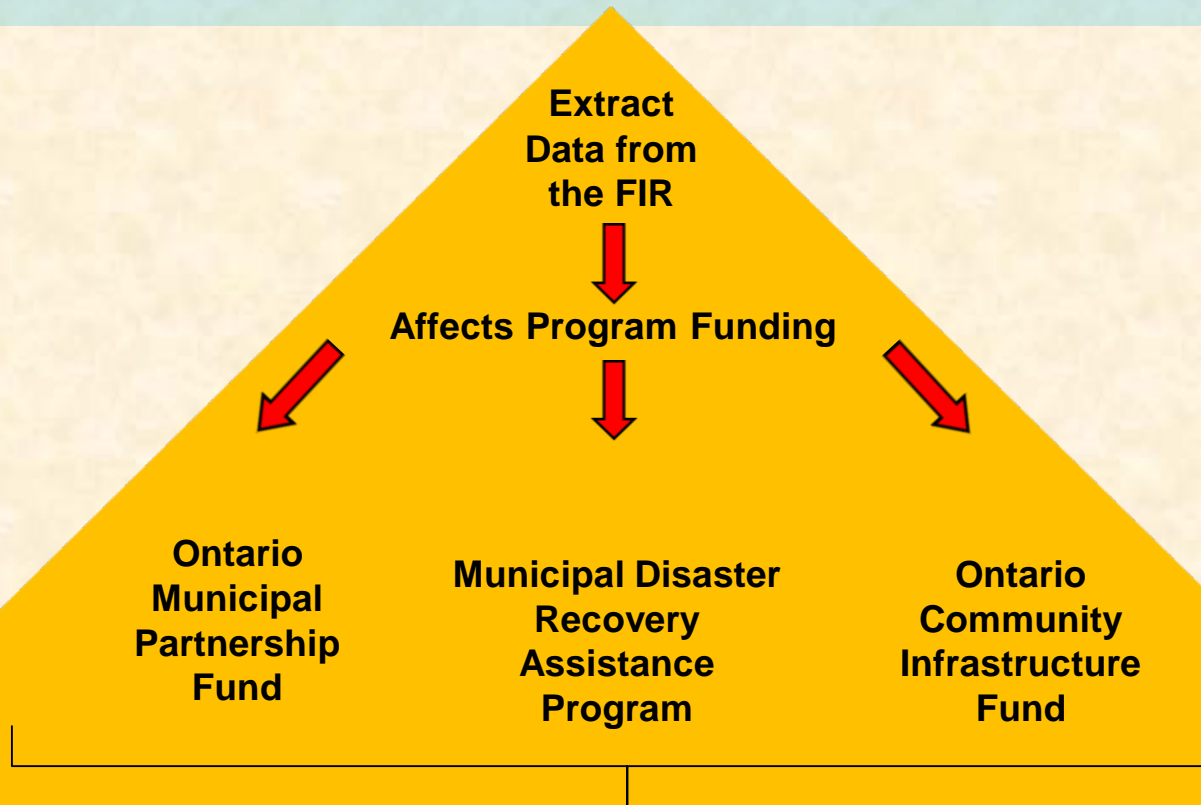 Extract
Data from
the FIR
Affects Program Funding
Ontario
Municipal
Partnership
Fund
Municipal Disaster
Recovery
Assistance
Program
Ontario
Community
Infrastructure
Fund